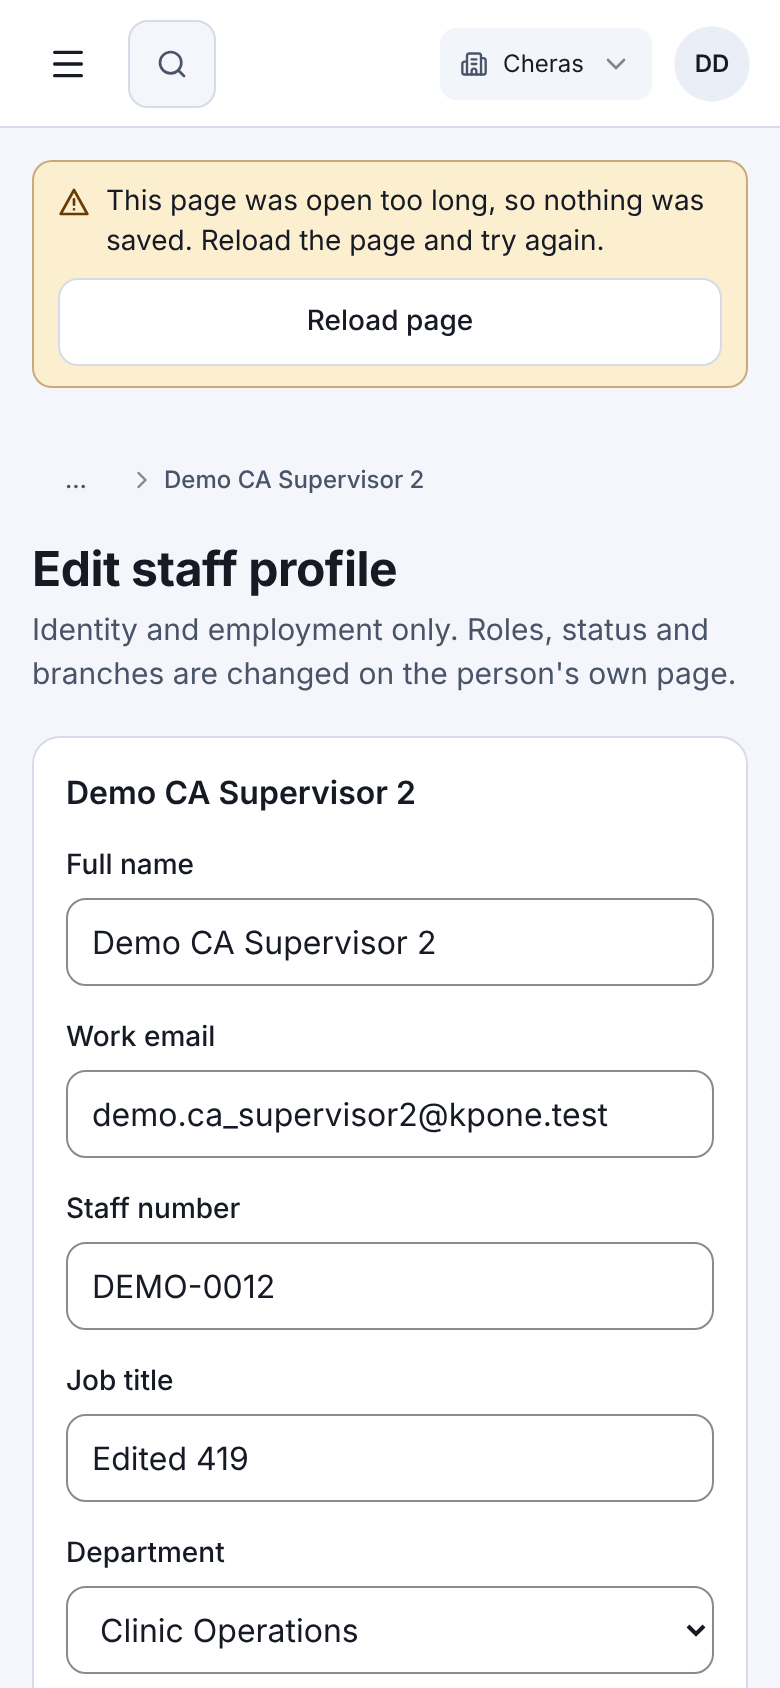 Cheras
DD
This page was open too long, so nothing was
saved. Reload the page and try again.
Reload page
...
Demo CA Supervisor 2
Edit staff profile
Identity and employment only. Roles, status and
branches are changed on the person's own page.
Demo CA Supervisor 2
Full name
Demo CA Supervisor 2
Work email
demo.ca_supervisor2@kpone.test
Staff number
DEMO-0012
Job title
Edited 419
Department
Clinic Operations